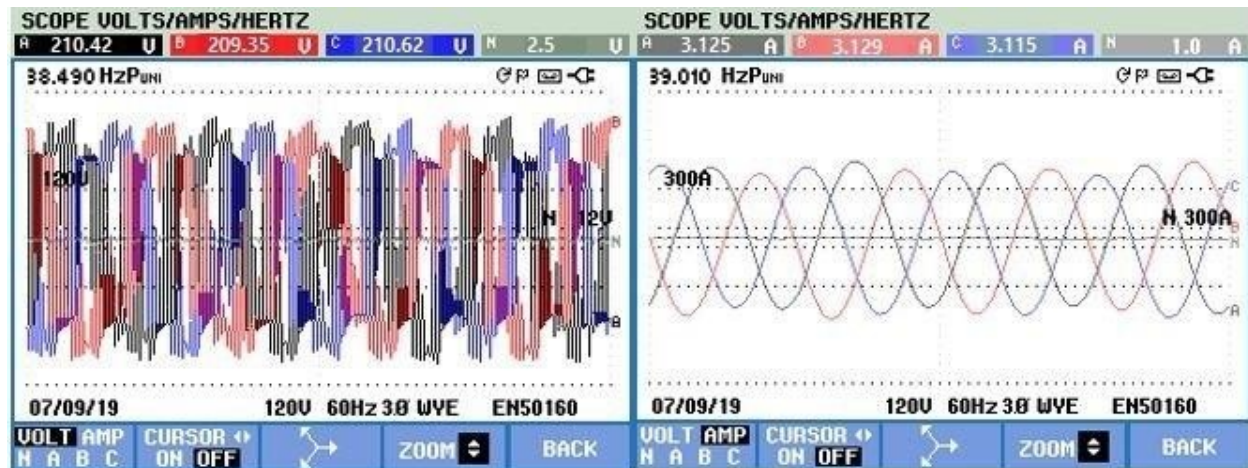 SCOPE VOLTS/AMPS/HERTZ
A 210.42 V B 209.35 V C 210.62 V N 2.5 V
38.490 HzPUNI
B
120V
N 12V
N
A
07/09/19 120V 60Hz 3.Ø WYE EN50160
VOLT AMP CURSOR ZOOM BACK
N A B C ON OFF
SCOPE VOLTS/AMPS/HERTZ
A 3.125 A B 3.129 A C 3.115 A N 1.0 A
39.010 HzPUNI
300A
C
N 300A
B
N
A
07/09/19 120V 60Hz 3.Ø WYE EN50160
VOLT AMP CURSOR ZOOM BACK
N A B C ON OFF